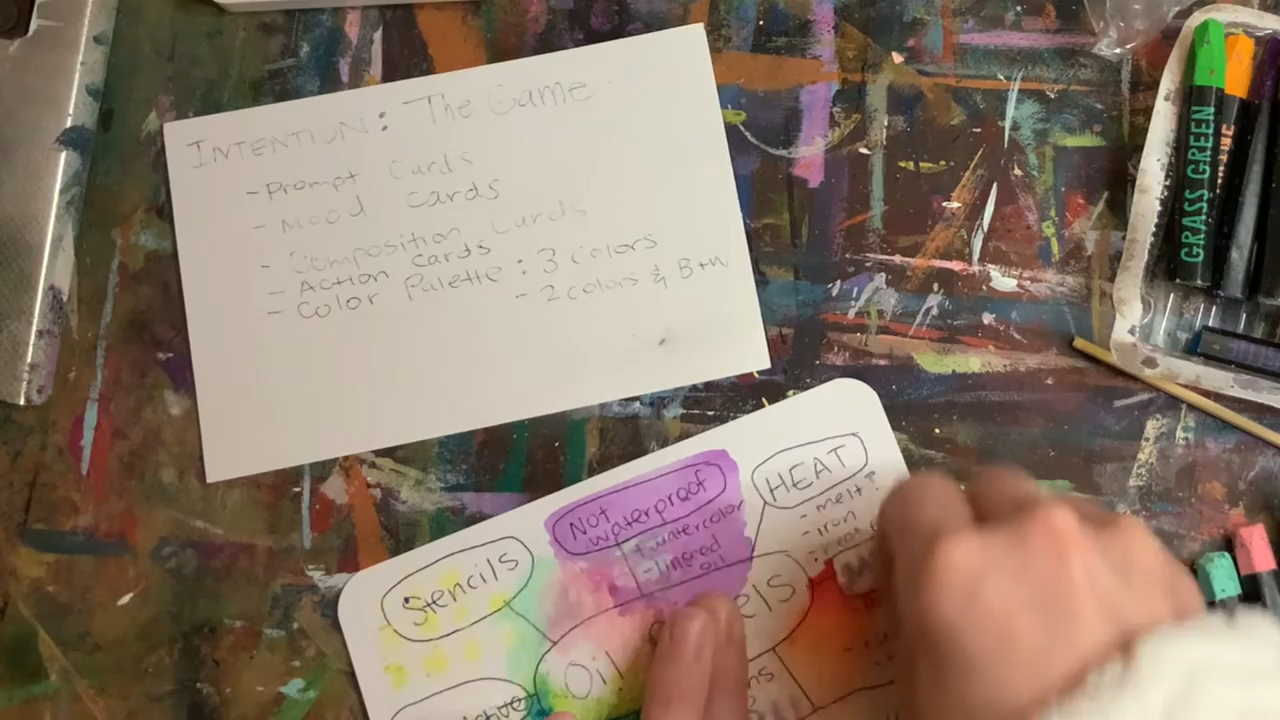 INTENTION: The Game
- Prompt Cards
- Mood cards
- Composition Cards
- Action cards
- Color Palette : 3 colors
- 2 colors & B+W
GRASS GREEN
HEAT
- melt?
- iron
Not
waterproof
+ watercolor
- linseed
oil
Stencils
Oil